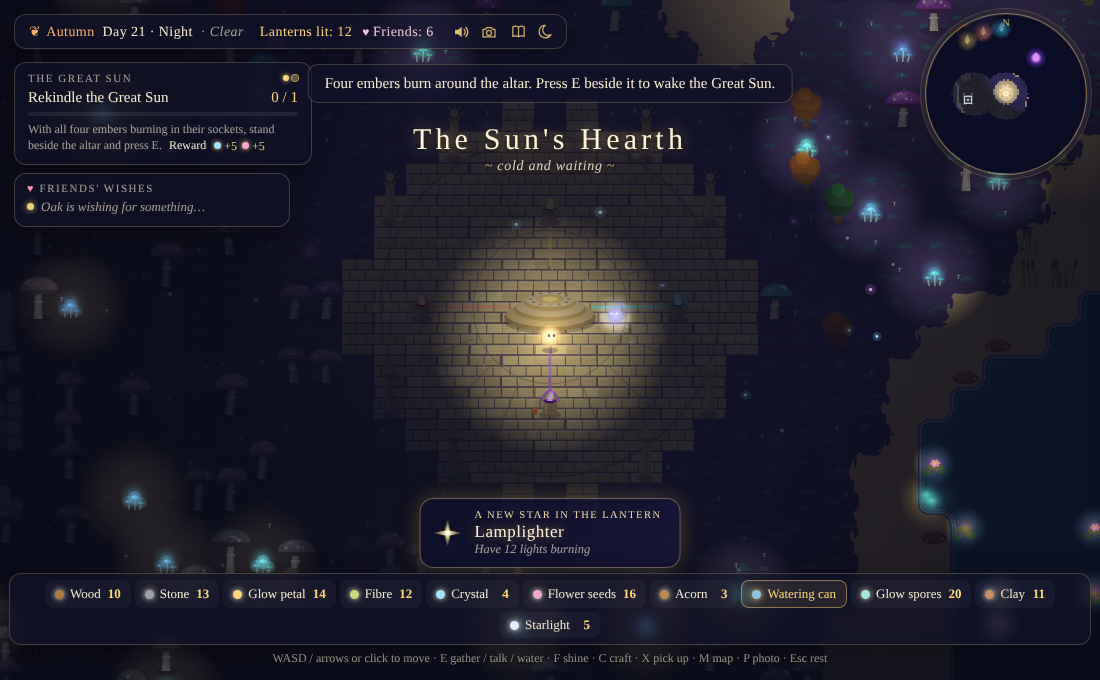 ❦ Autumn Day 21 · Night · Clear Lanterns lit: 12 ♥ Friends: 6
N
THE GREAT SUN
Rekindle the Great Sun 0 / 1
With all four embers burning in their sockets, stand
beside the altar and press E. Reward +5 +5
Four embers burn around the altar. Press E beside it to wake the Great Sun.
The Sun's Hearth
~ cold and waiting ~
♥ FRIENDS' WISHES
Oak is wishing for something…
A NEW STAR IN THE LANTERN
Lamplighter
Have 12 lights burning
Wood 10 Stone 13 Glow petal 14 Fibre 12 Crystal 4 Flower seeds 16 Acorn 3 Watering can Glow spores 20 Clay 11
Starlight 5
WASD / arrows or click to move · E gather / talk / water · F shine · C craft · X pick up · M map · P photo · Esc rest